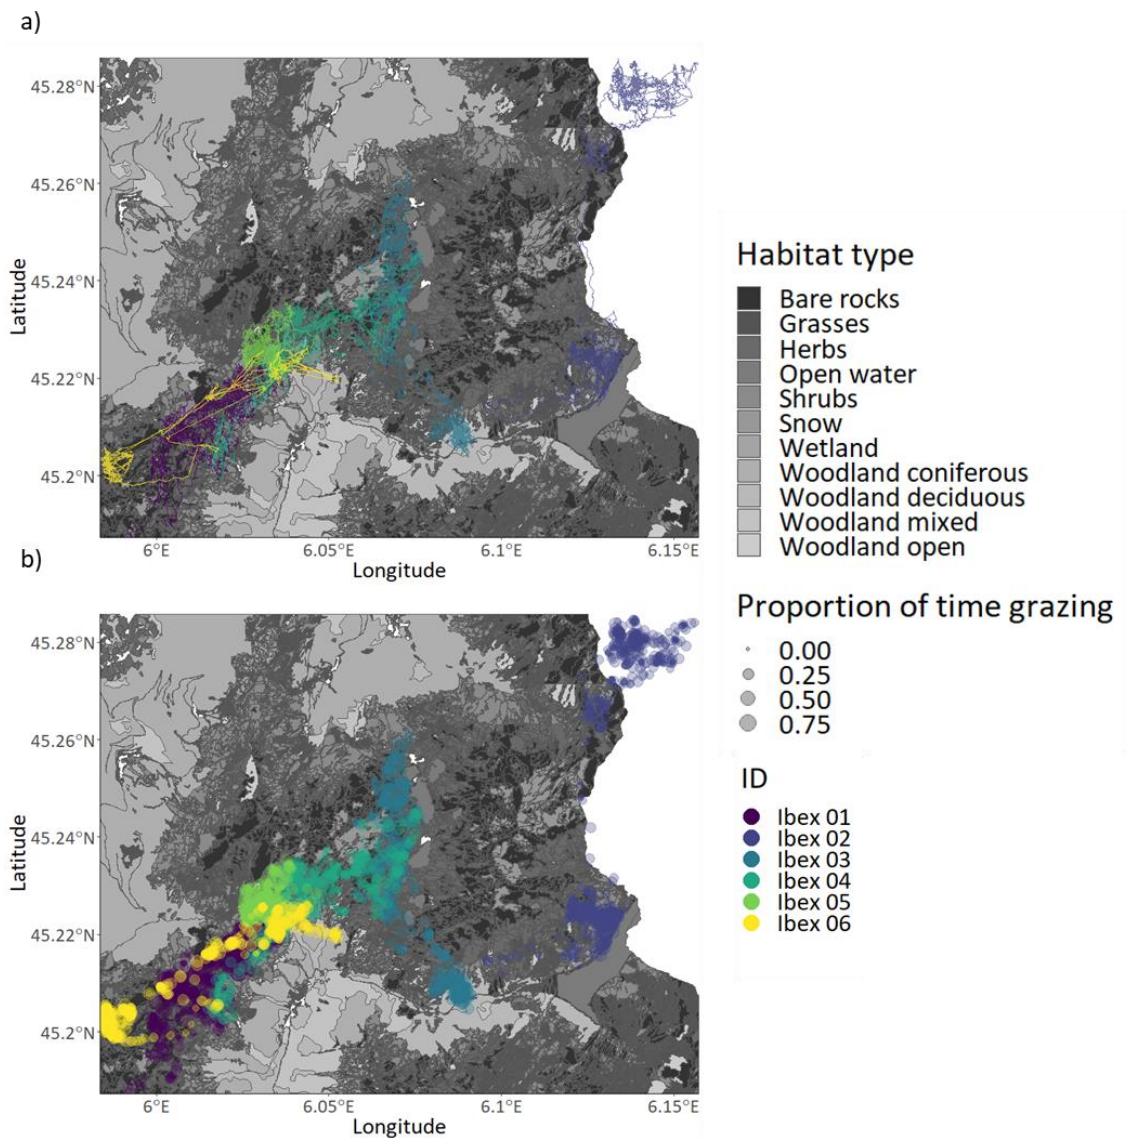 a)
45.28°N
45.26°N
45.24°N
45.22°N
45.2°N
Latitude
6°E
6.05°E
6.1°E
6.15°E
Longitude
b)
45.28°N
45.26°N
45.24°N
45.22°N
45.2°N
Latitude
6°E
6.05°E
6.1°E
6.15°E
Longitude
Habitat type
Bare rocks
Grasses
Herbs
Open water
Shrubs
Snow
Wetland
Woodland coniferous
Woodland deciduous
Woodland mixed
Woodland open
Proportion of time grazing
0.00
0.25
0.50
0.75
ID
Ibex 01
Ibex 02
Ibex 03
Ibex 04
Ibex 05
Ibex 06